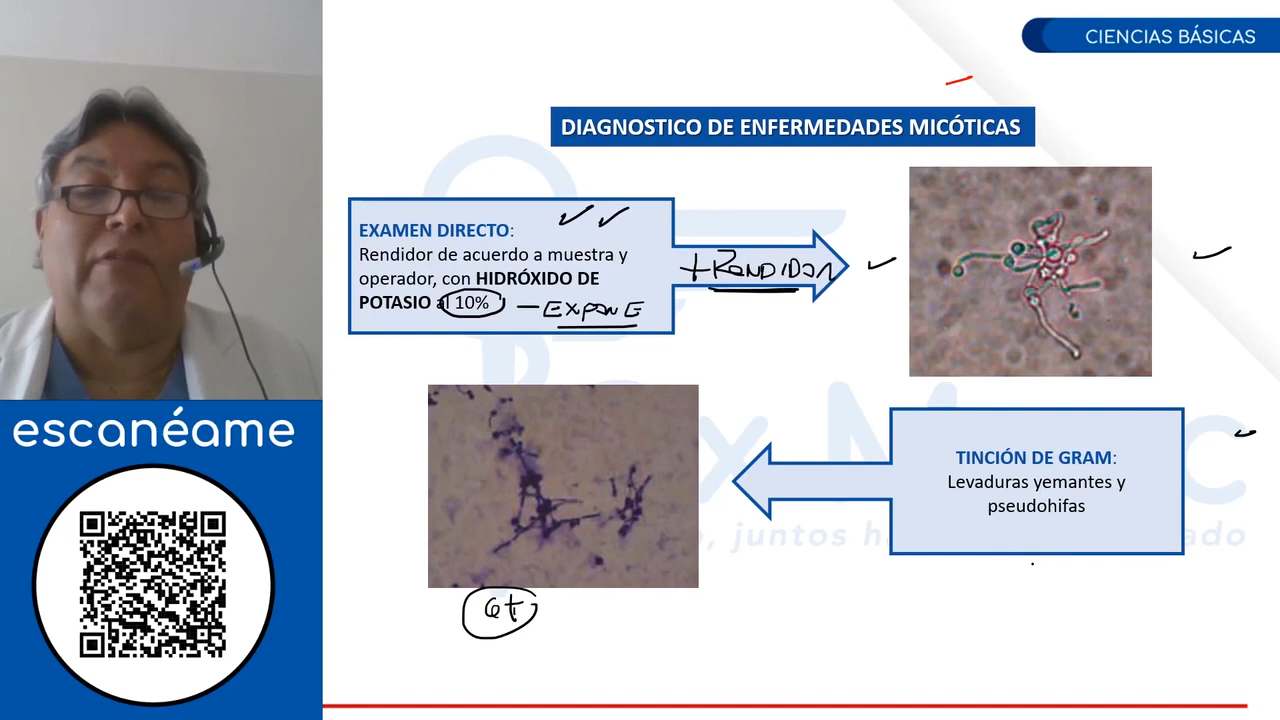 CIENCIAS BÁSICAS
DIAGNOSTICO DE ENFERMEDADES MICÓTICAS
EXAMEN DIRECTO:
Rendidor de acuerdo a muestra y
operador, con HIDRÓXIDO DE
POTASIO al 10%
— EXPONE
+ RENDIDOR
TINCIÓN DE GRAM:
Levaduras yemantes y
pseudohifas
G+
escanéame
juntos